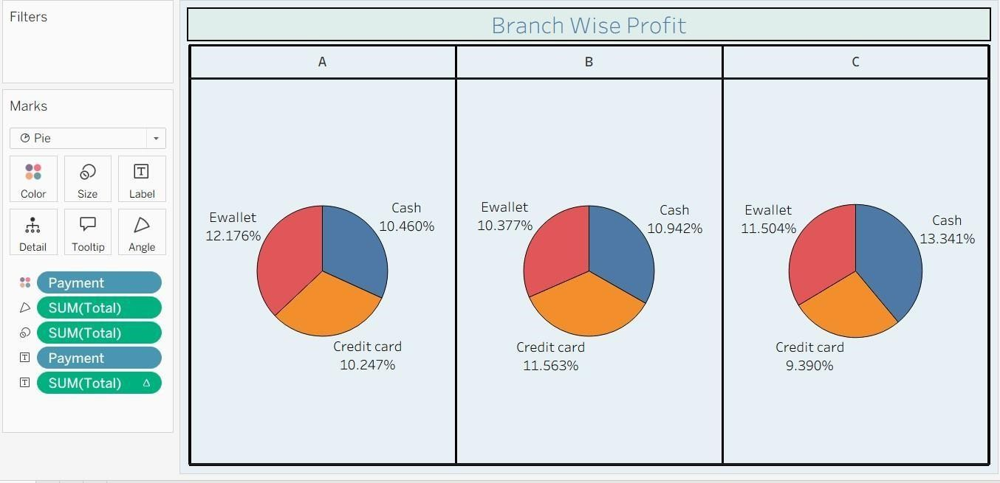 Filters
Marks
Pie
Color
Size
Label
Detail
Tooltip
Angle
Payment
SUM(Total)
SUM(Total)
Payment
SUM(Total)
Branch Wise Profit
A
B
C
Ewallet
12.176%
Cash
10.460%
Credit card
10.247%
Ewallet
10.377%
Cash
10.942%
Credit card
11.563%
Ewallet
11.504%
Cash
13.341%
Credit card
9.390%